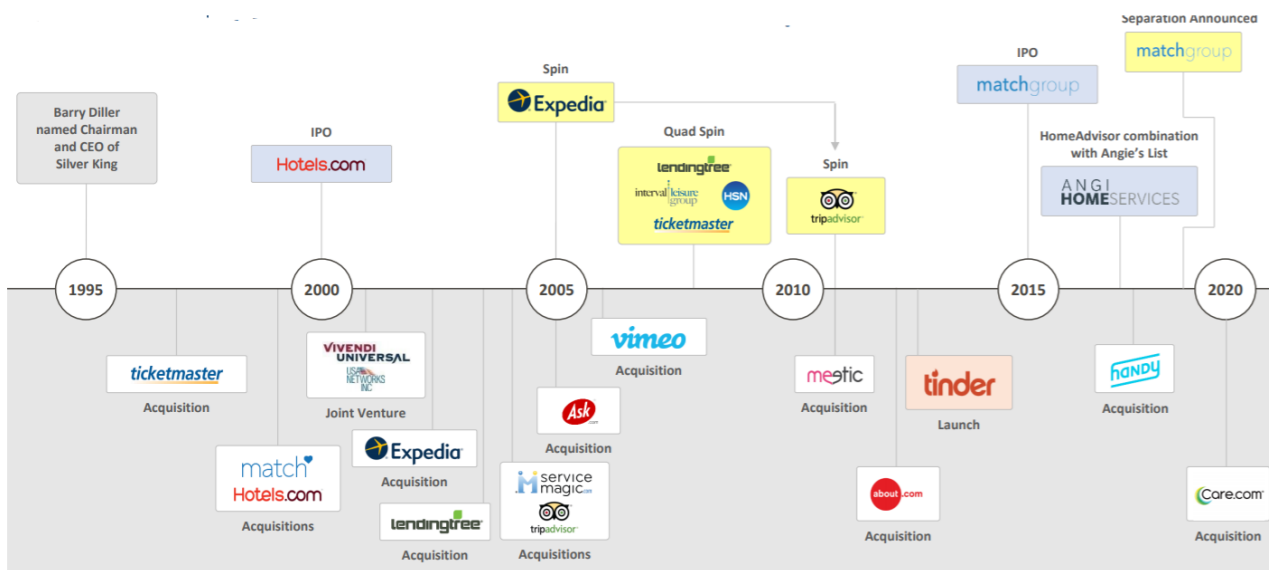 Separation Announced
matchgroup
IPO
matchgroup
Spin
Expedia
Barry Diller
named Chairman
and CEO of
Silver King
IPO
Hotels.com
Quad Spin
lendingtree
interval leisure
group
HSN
ticketmaster
Spin
tripadvisor
HomeAdvisor combination
with Angie's List
ANGI
HOMESERVICES
1995
2000
2005
2010
2015
2020
ticketmaster
Acquisition
match
Hotels.com
Acquisitions
VIVENDI
UNIVERSAL
USA
NETWORKS
INC
Joint Venture
Expedia
Acquisition
lendingtree
Acquisition
service
magic.com
tripadvisor
Acquisitions
Ask
.com
Acquisition
vimeo
Acquisition
meetic
Acquisition
about.com
Acquisition
tinder
Launch
HANDY
Acquisition
Care.com
Acquisition